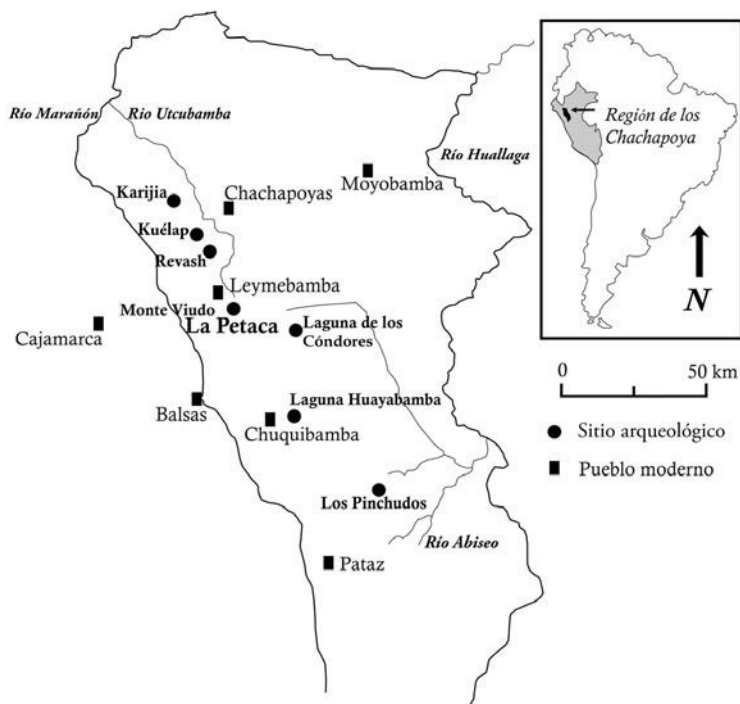 Río Marañón
Rio Utcubamba
Río Huallaga
Región de los
Chachapoya
Karijia
Chachapoyas
Moyobamba
Kuélap
Revash
N
Leymebamba
Monte Viudo
La Petaca
Cajamarca
Laguna de los
Cóndores
0 50 km
Balsas
Laguna Huayabamba
Chuquibamba
Sitio arqueológico
Pueblo moderno
Los Pinchudos
Río Abiseo
Pataz